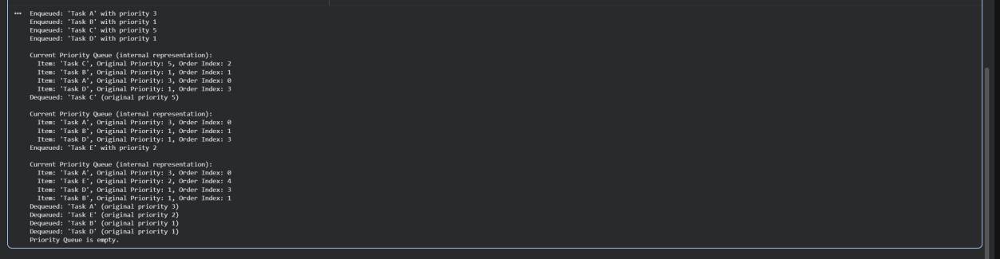 Enqueued: 'Task A' with priority 3
Enqueued: 'Task B' with priority 1
Enqueued: 'Task C' with priority 5
Enqueued: 'Task D' with priority 1
Current Priority Queue (internal representation):
Item: 'Task C', Original Priority: 5, Order Index: 2
Item: 'Task B', Original Priority: 1, Order Index: 1
Item: 'Task A', Original Priority: 3, Order Index: 0
Item: 'Task D', Original Priority: 1, Order Index: 3
Dequeued: 'Task C' (original priority 5)
Current Priority Queue (internal representation):
Item: 'Task A', Original Priority: 3, Order Index: 0
Item: 'Task B', Original Priority: 1, Order Index: 1
Item: 'Task D', Original Priority: 1, Order Index: 3
Enqueued: 'Task E' with priority 2
Current Priority Queue (internal representation):
Item: 'Task A', Original Priority: 3, Order Index: 0
Item: 'Task E', Original Priority: 2, Order Index: 4
Item: 'Task D', Original Priority: 1, Order Index: 3
Item: 'Task B', Original Priority: 1, Order Index: 1
Dequeued: 'Task A' (original priority 3)
Dequeued: 'Task E' (original priority 2)
Dequeued: 'Task B' (original priority 1)
Dequeued: 'Task D' (original priority 1)
Priority Queue is empty.